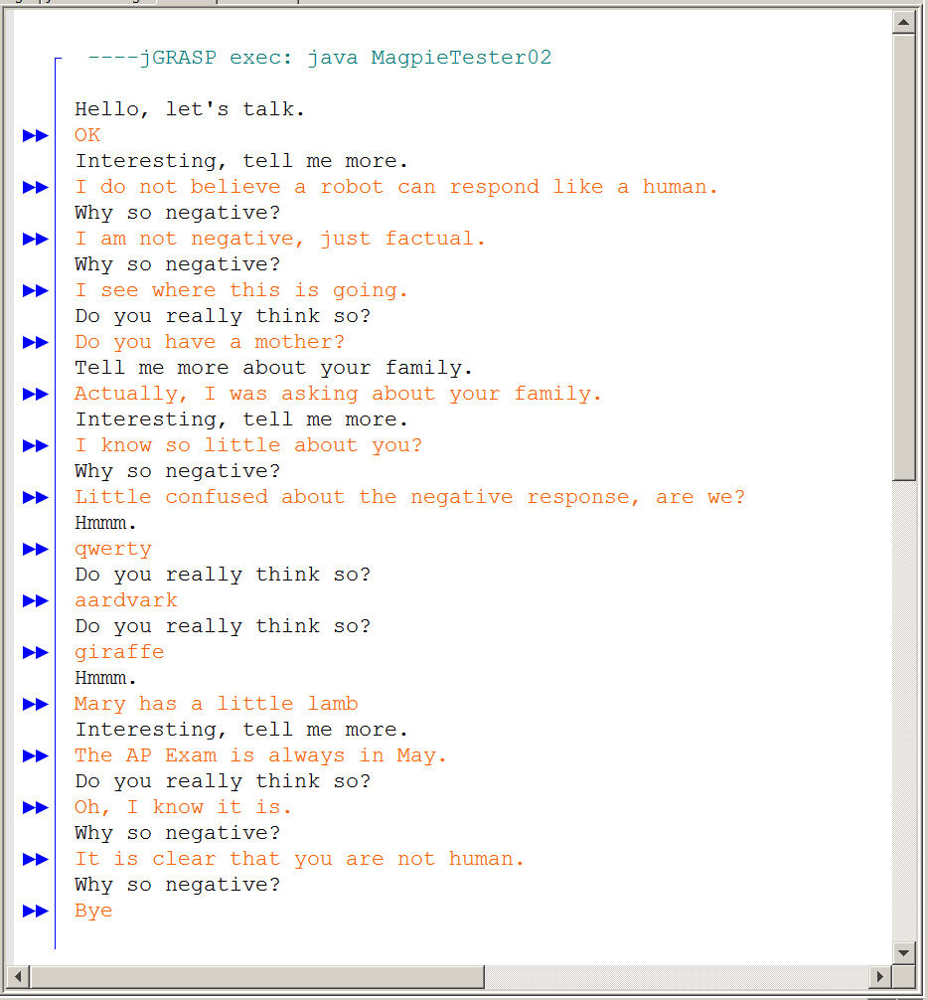 ----jGRASP exec: java MagpieTester02
Hello, let's talk.
OK
Interesting, tell me more.
I do not believe a robot can respond like a human.
Why so negative?
I am not negative, just factual.
Why so negative?
I see where this is going.
Do you really think so?
Do you have a mother?
Tell me more about your family.
Actually, I was asking about your family.
Interesting, tell me more.
I know so little about you?
Why so negative?
Little confused about the negative response, are we?
Hmmm.
qwerty
Do you really think so?
aardvark
Do you really think so?
giraffe
Hmmm.
Mary has a little lamb
Interesting, tell me more.
The AP Exam is always in May.
Do you really think so?
Oh, I know it is.
Why so negative?
It is clear that you are not human.
Why so negative?
Bye